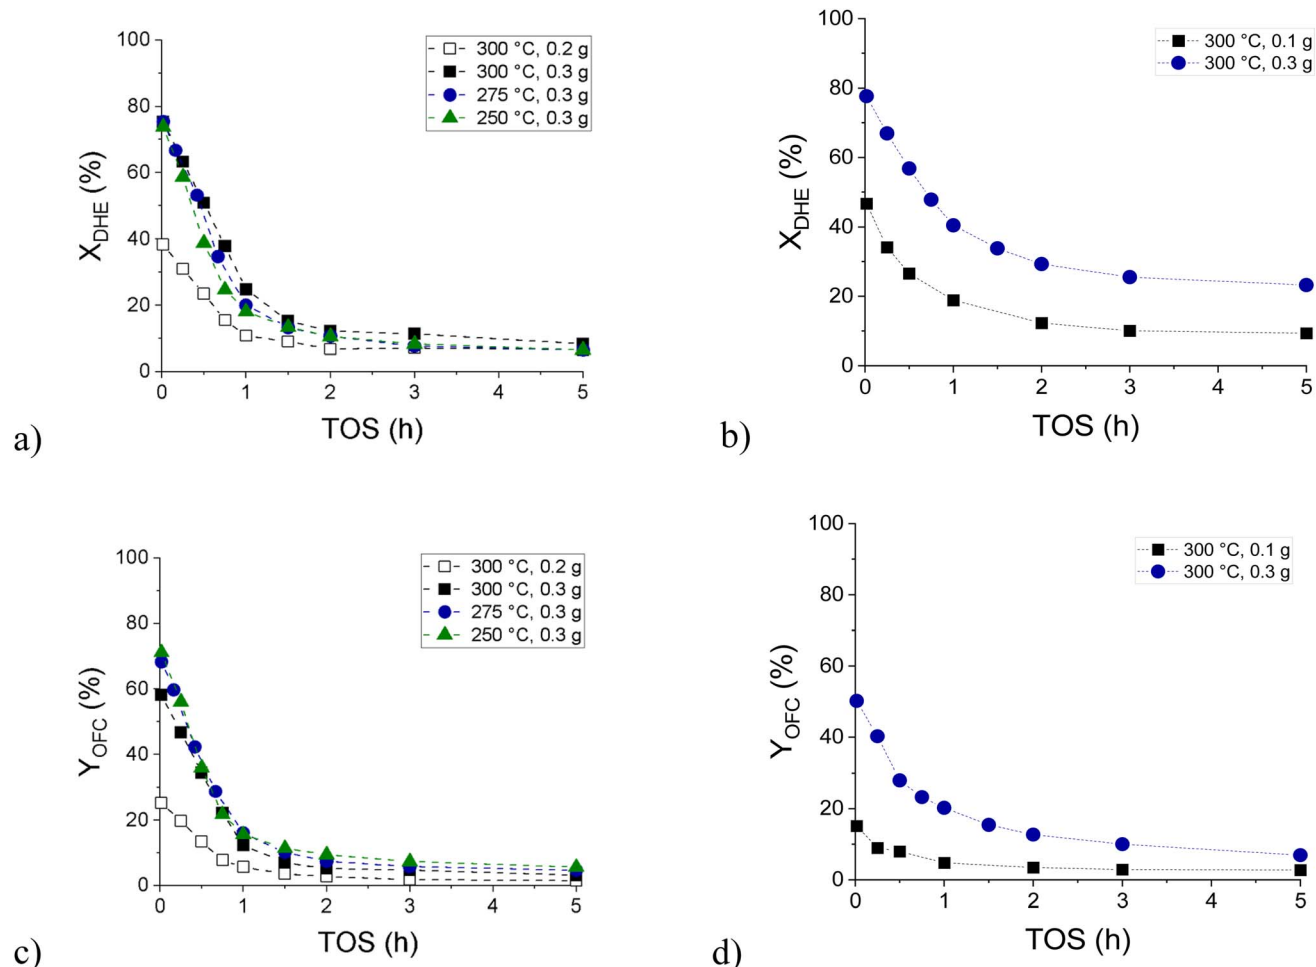 100
80
60
40
20
0
X_DHE (%)
300 °C, 0.2 g
300 °C, 0.3 g
275 °C, 0.3 g
250 °C, 0.3 g
0 1 2 3 4 5
TOS (h)
a)
100
80
60
40
20
0
X_DHE (%)
300 °C, 0.1 g
300 °C, 0.3 g
0 1 2 3 4 5
TOS (h)
b)
100
80
60
40
20
0
Y_OFC (%)
300 °C, 0.2 g
300 °C, 0.3 g
275 °C, 0.3 g
250 °C, 0.3 g
0 1 2 3 4 5
TOS (h)
c)
100
80
60
40
20
0
Y_OFC (%)
300 °C, 0.1 g
300 °C, 0.3 g
0 1 2 3 4 5
TOS (h)
d)